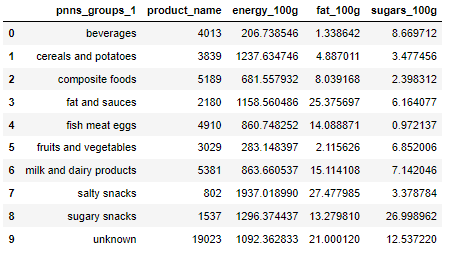 pnns_groups_1 product_name energy_100g fat_100g sugars_100g
0 beverages 4013 206.738546 1.338642 8.669712
1 cereals and potatoes 3839 1237.634746 4.887011 3.477456
2 composite foods 5189 681.557932 8.039168 2.398312
3 fat and sauces 2180 1158.560486 25.375697 6.164077
4 fish meat eggs 4910 860.748252 14.088871 0.972137
5 fruits and vegetables 3029 283.148397 2.115626 6.852006
6 milk and dairy products 5381 863.660537 15.114108 7.142046
7 salty snacks 802 1937.018990 27.477985 3.378784
8 sugary snacks 1537 1296.374437 13.279810 26.998962
9 unknown 19023 1092.362833 21.000120 12.537220